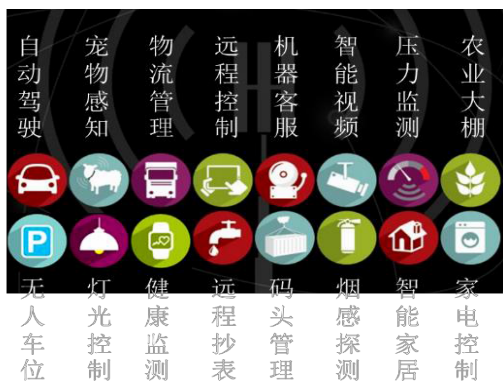 自动驾驶
宠物感知
物流管理
远程控制
机器客服
智能视频
压力监测
农业大棚
P
无人车位
灯光控制
健康监测
远程抄表
码头管理
烟感探测
智能家居
家电控制